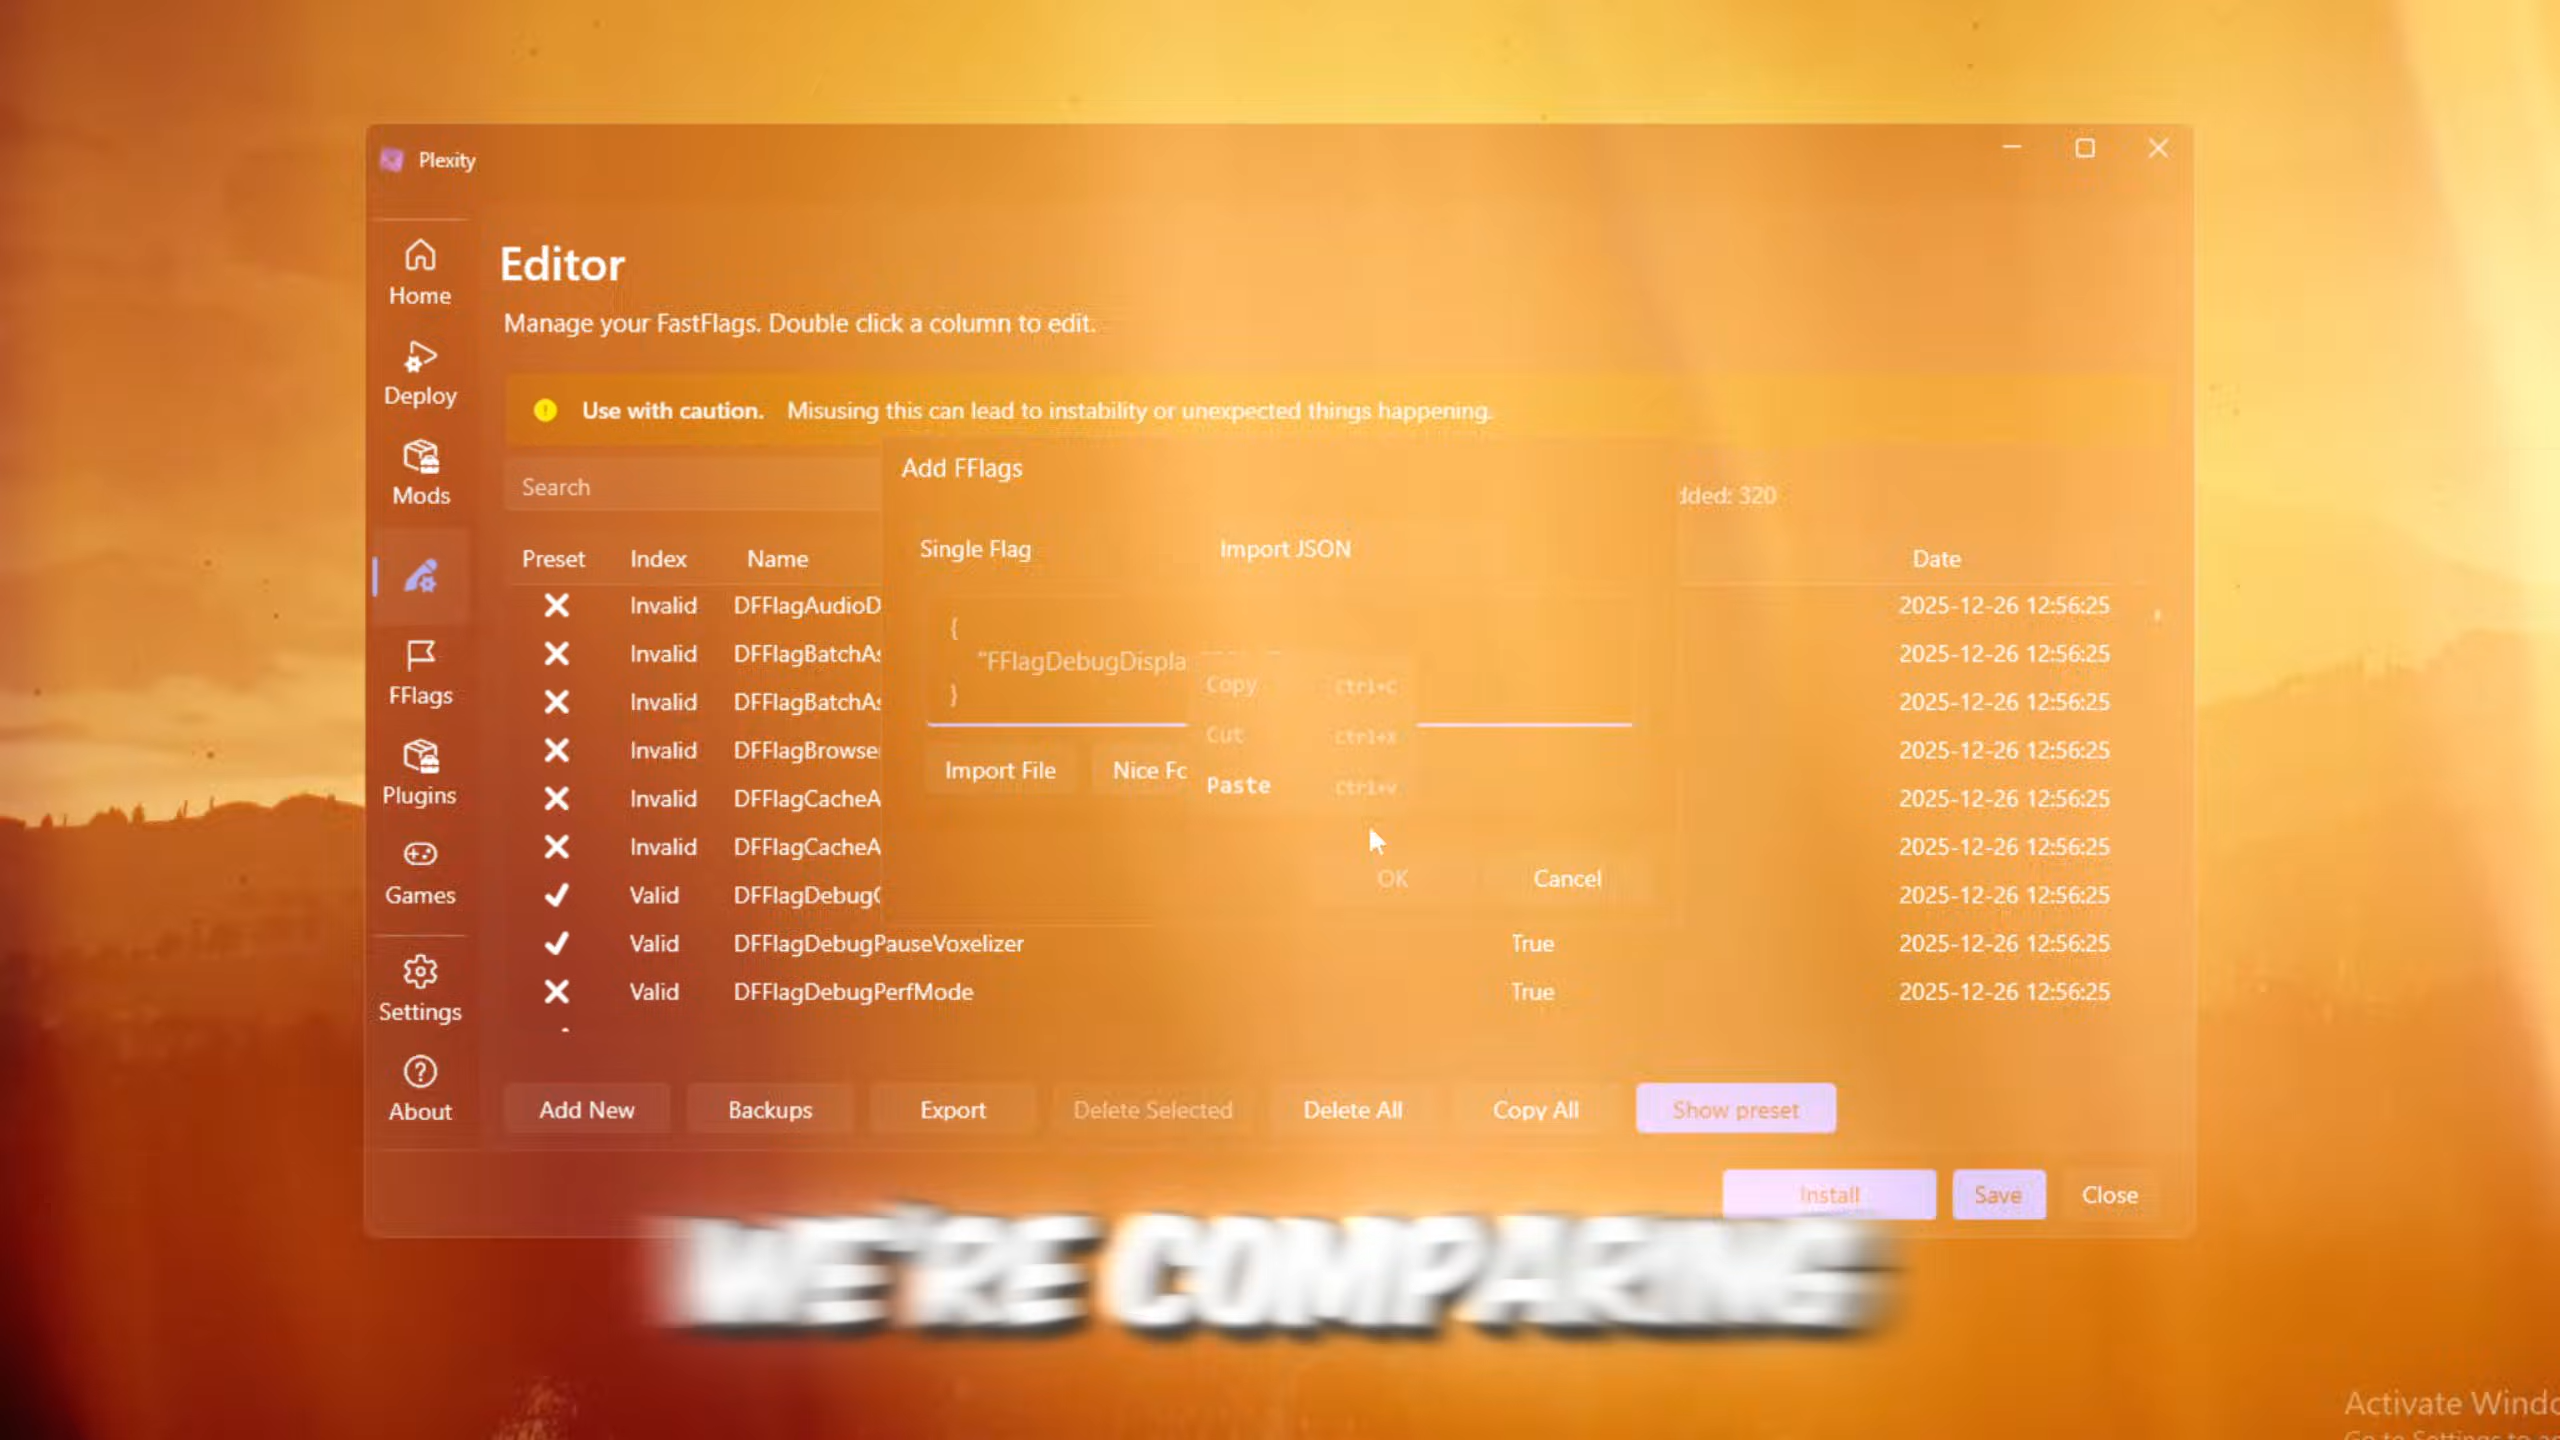 Plexity
Home
Deploy
Mods
FFlags
Plugins
Games
Settings
About
Editor
Manage your FastFlags. Double click a column to edit.
Use with caution. Misusing this can lead to instability or unexpected things happening.
Search
dded: 320
Add FFlags
Single Flag Import JSON
{
"FFlagDebugDispla
}
Copy Ctrl+C
Cut Ctrl+X
Paste Ctrl+V
Import File Nice Fo
OK Cancel
Preset Index Name Date
Invalid DFFlagAudioD 2025-12-26 12:56:25
Invalid DFFlagBatchAs 2025-12-26 12:56:25
Invalid DFFlagBatchAs 2025-12-26 12:56:25
Invalid DFFlagBrowse 2025-12-26 12:56:25
Invalid DFFlagCacheA 2025-12-26 12:56:25
Invalid DFFlagCacheA 2025-12-26 12:56:25
Valid DFFlagDebug 2025-12-26 12:56:25
Valid DFFlagDebugPauseVoxelizer True 2025-12-26 12:56:25
Valid DFFlagDebugPerfMode True 2025-12-26 12:56:25
Add New Backups Export Delete Selected Delete All Copy All Show preset
Install Save Close
WE'RE COMPARING
Activate Windo